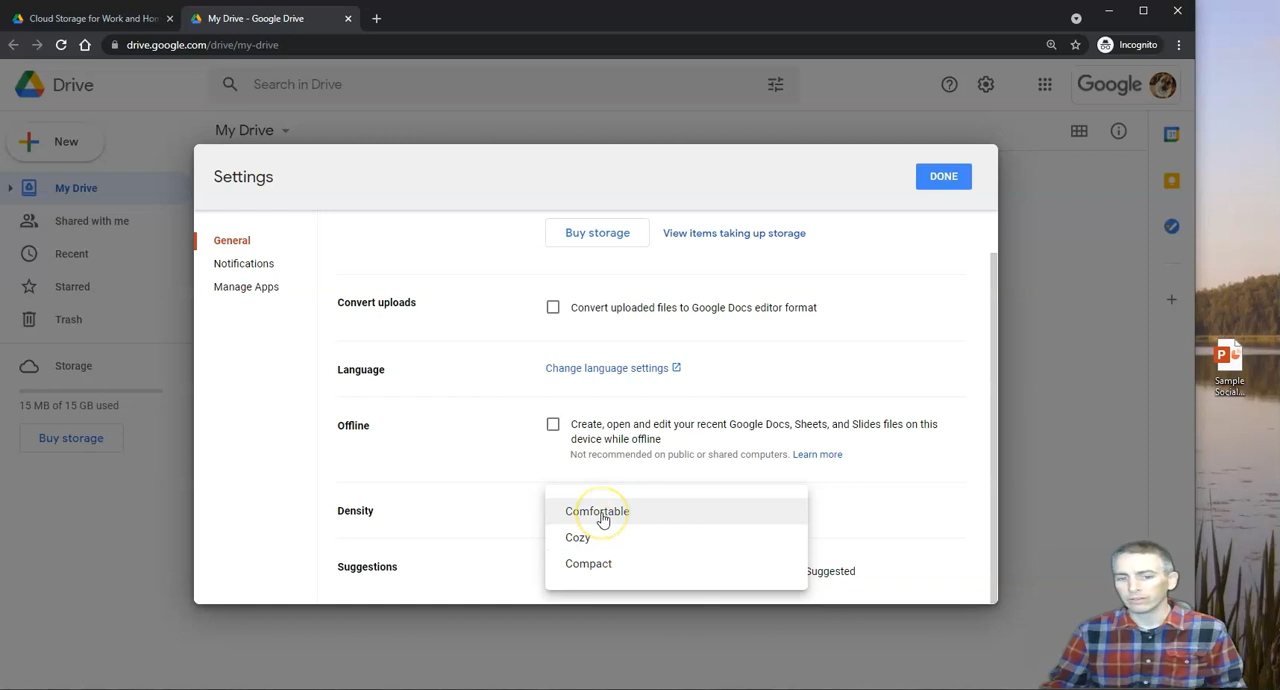 Cloud Storage for Work and Hon
My Drive - Google Drive
drive.google.com/drive/my-drive
Incognito
Drive
Search in Drive
Google
New
My Drive
My Drive
Shared with me
Recent
Starred
Trash
Storage
15 MB of 15 GB used
Buy storage
Settings
DONE
General
Notifications
Manage Apps
Buy storage
View items taking up storage
Convert uploads
Convert uploaded files to Google Docs editor format
Language
Change language settings
Offline
Create, open and edit your recent Google Docs, Sheets, and Slides files on this
device while offline
Not recommended on public or shared computers. Learn more
Density
Comfortable
Cozy
Compact
Suggestions
Suggested
P
Sample
Social...